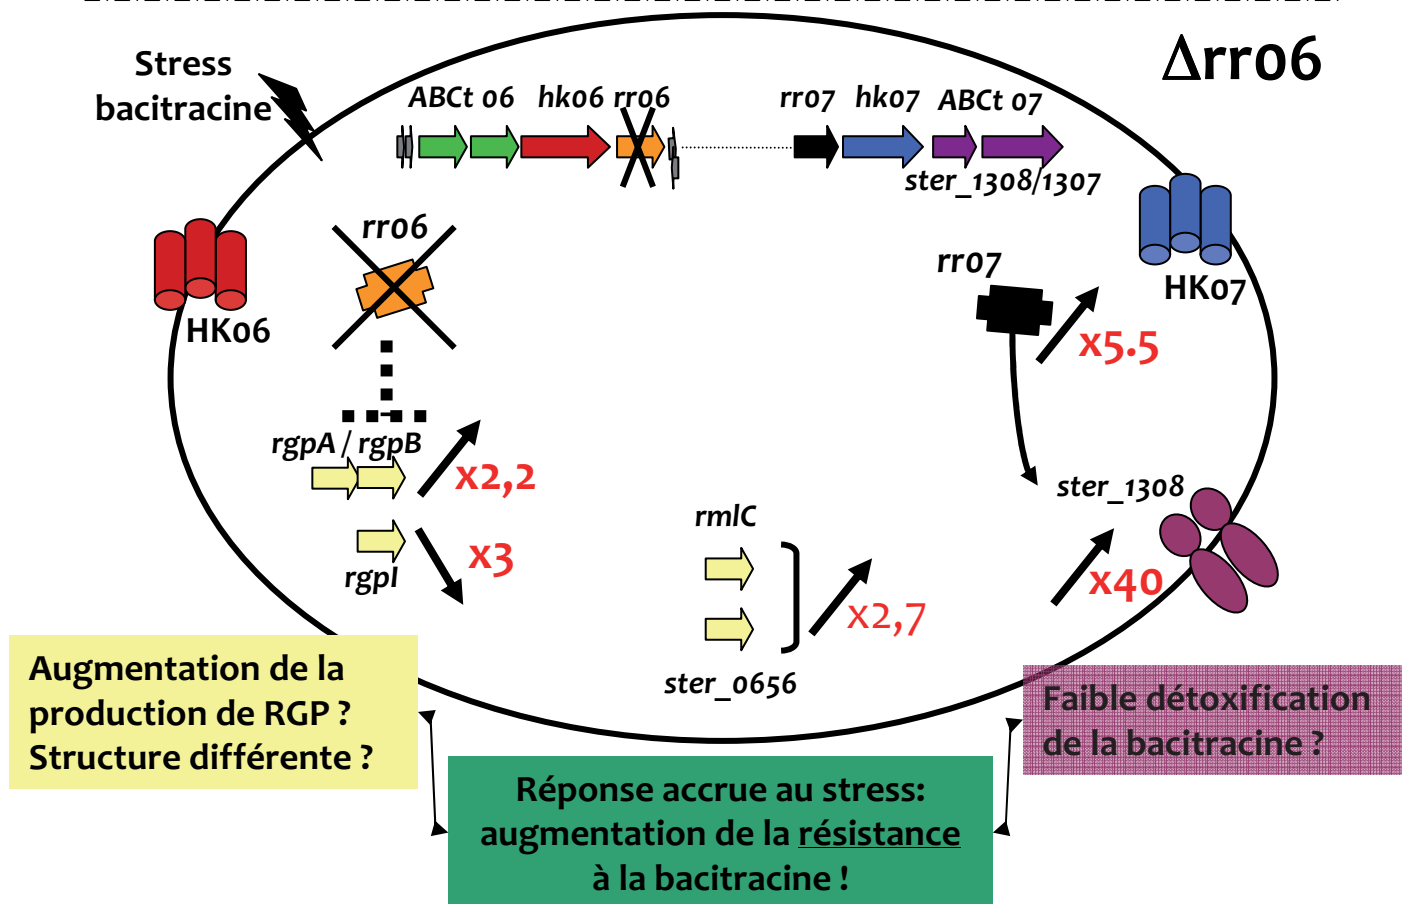 Δrr06
Stress
bacitracine
ABCt 06 hk06 rr06 rr07 hk07 ABCt 07
ster_1308/1307
rr06
HK06
rr07
HK07
x5.5
rgpA / rgpB
x2,2
rgpI
x3
rmlC
x2,7
ster_0656
ster_1308
x40
Augmentation de la
production de RGP ?
Structure différente ?
Faible détoxification
de la bacitracine ?
Réponse accrue au stress:
augmentation de la résistance
à la bacitracine !